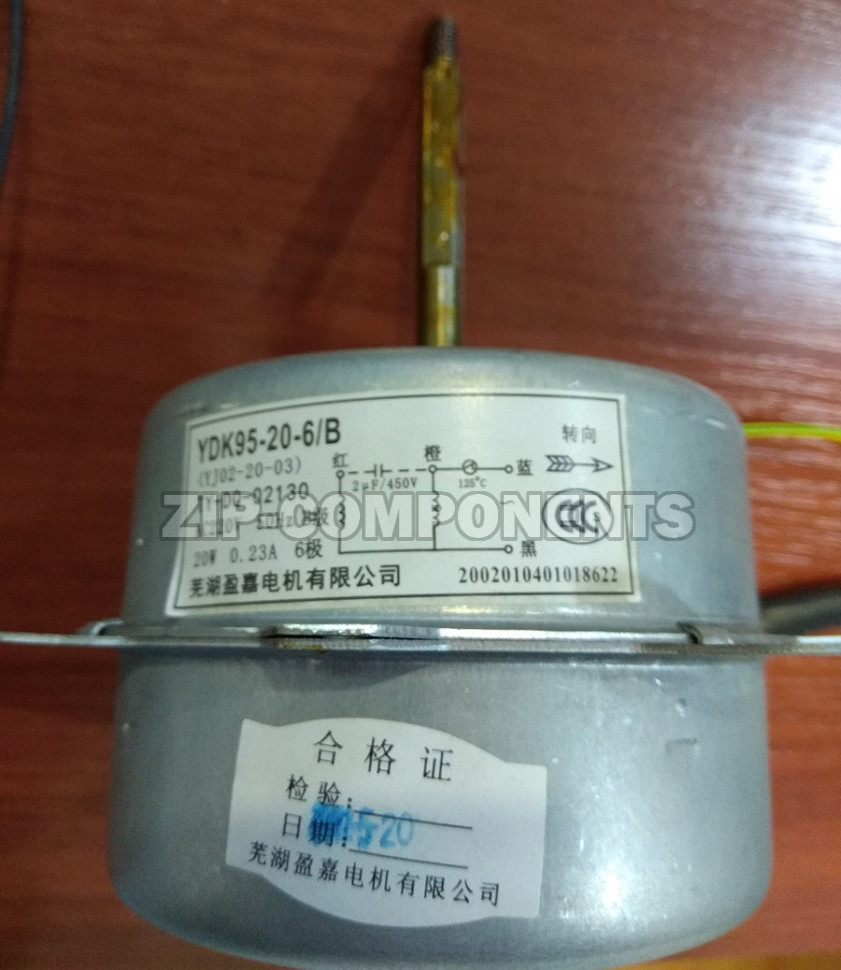 YDK95-20-6/B
(YJ02-20-03)
20W 0.23A 6极
芜湖盈嘉电机有限公司
红
橙
蓝
黑
2μF/450V
125°C
转向
2002010401018622
ZIP-COMPONENTS
合格证
检验:
日期:
芜湖盈嘉电机有限公司